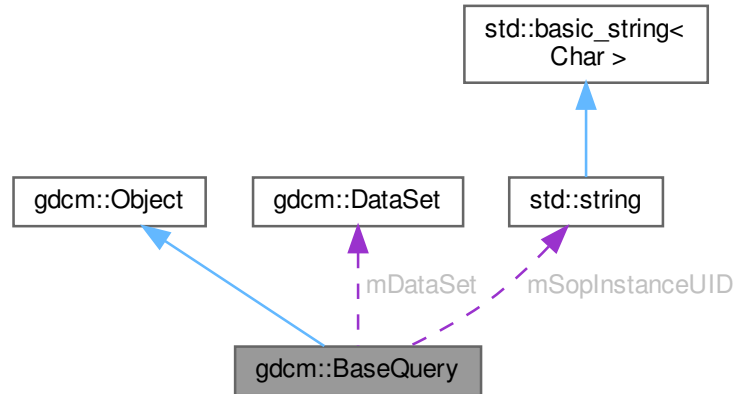 std::basic_string<
Char >
gdcm::Object
gdcm::DataSet
std::string
mDataSet
mSopInstanceUID
gdcm::BaseQuery